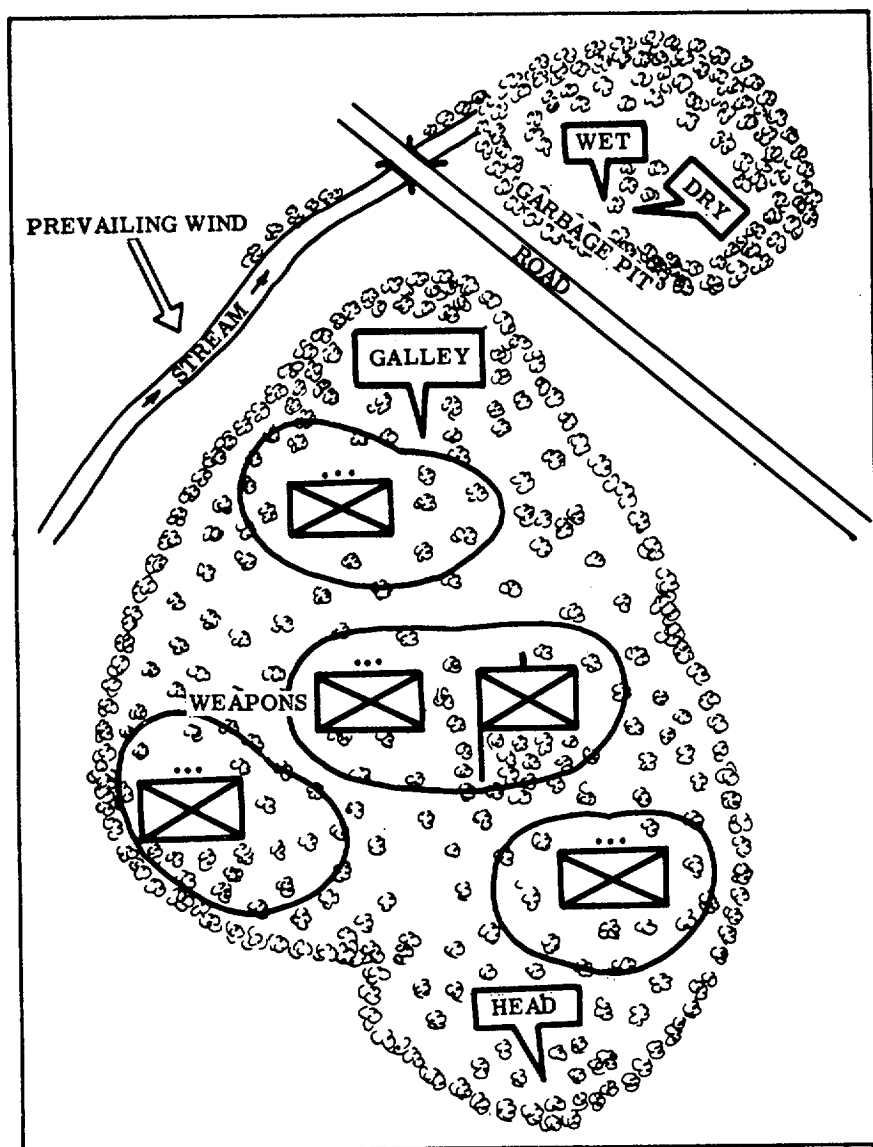 WET
DRY
GARBAGE PIT
PREVAILING WIND
ROAD
STREAM
GALLEY
WEAPONS
HEAD